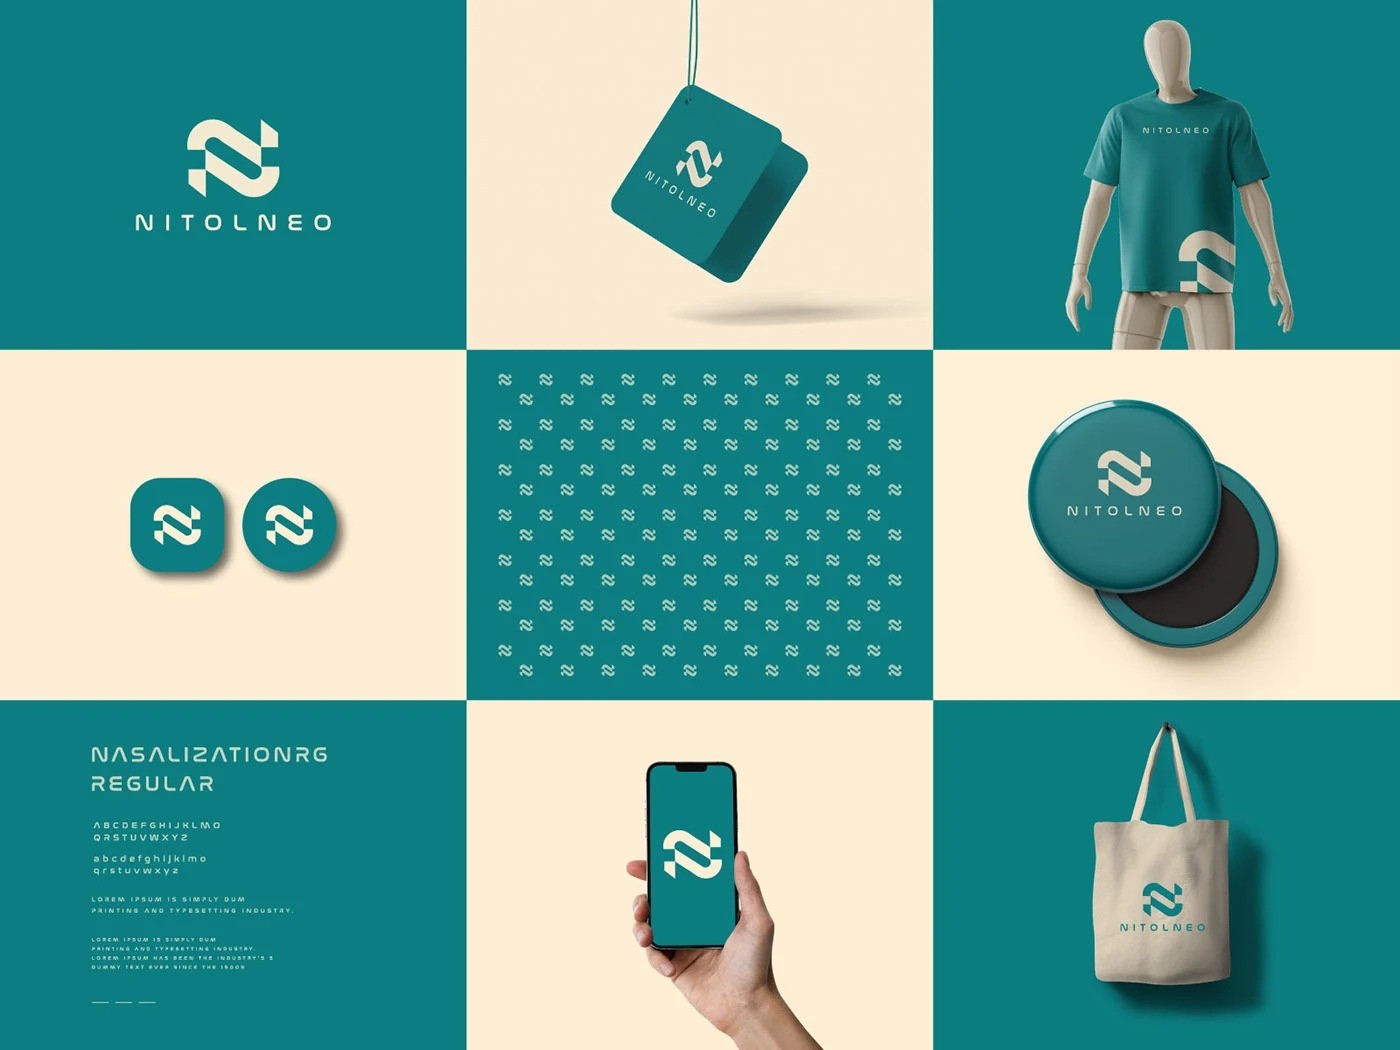 NITOLNEO
NITOLNEO
NITOLNEO
NITOLNEO
NASALIZATIONRG
REGULAR
ABCDEFGHIJKLMO
QRSTUVWXYZ
abcdefghijklmo
qrstuvwxyz
LOREM IPSUM IS SIMPLY DUM
PRINTING AND TYPESETTING INDUSTRY.
LOREM IPSUM IS SIMPLY DUM
PRINTING AND TYPESETTING INDUSTRY.
LOREM IPSUM HAS BEEN THE INDUSTRY'S S
DUMMY TEXT EVER SINCE THE 1500S
NITOLNEO